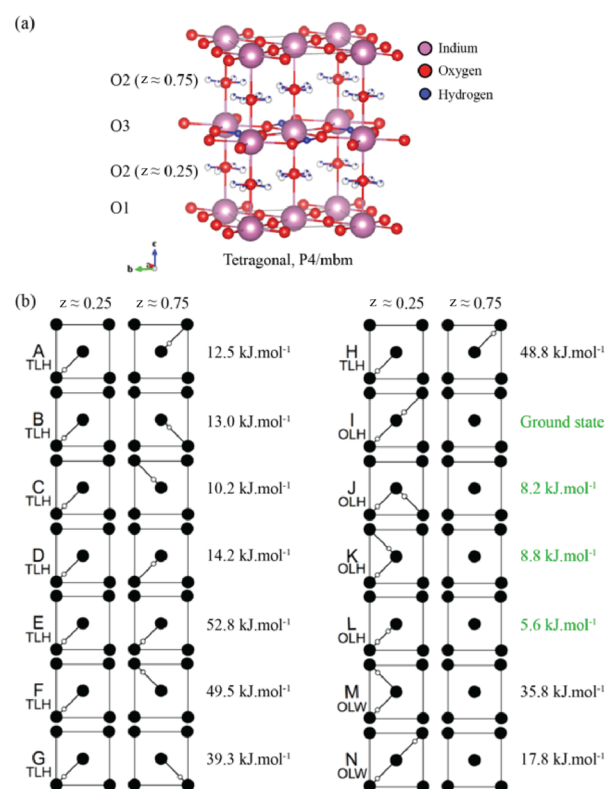 (a)
Indium
Oxygen
Hydrogen
O2 (z ≈ 0.75)
O3
O2 (z ≈ 0.25)
O1
c
b
a
Tetragonal, P4/mbm
(b)
z ≈ 0.25 z ≈ 0.75
A
TLH
12.5 kJ.mol⁻¹
B
TLH
13.0 kJ.mol⁻¹
C
TLH
10.2 kJ.mol⁻¹
D
TLH
14.2 kJ.mol⁻¹
E
TLH
52.8 kJ.mol⁻¹
F
TLH
49.5 kJ.mol⁻¹
G
TLH
39.3 kJ.mol⁻¹
z ≈ 0.25 z ≈ 0.75
H
TLH
48.8 kJ.mol⁻¹
I
OLH
Ground state
J
OLH
8.2 kJ.mol⁻¹
K
OLH
8.8 kJ.mol⁻¹
L
OLH
5.6 kJ.mol⁻¹
M
OLW
35.8 kJ.mol⁻¹
N
OLW
17.8 kJ.mol⁻¹